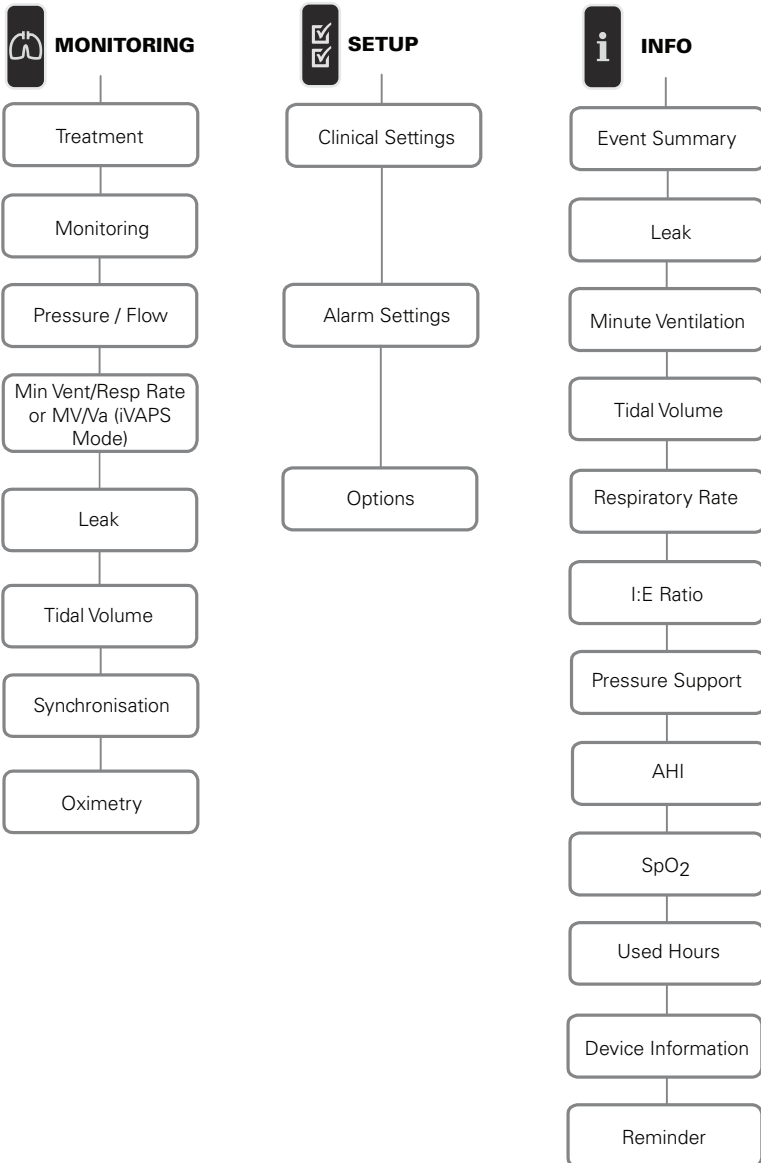 MONITORING
Treatment
Monitoring
Pressure / Flow
Min Vent/Resp Rate
or MV/Va (iVAPS
Mode)
Leak
Tidal Volume
Synchronisation
Oximetry
SETUP
Clinical Settings
Alarm Settings
Options
i
INFO
Event Summary
Leak
Minute Ventilation
Tidal Volume
Respiratory Rate
I:E Ratio
Pressure Support
AHI
SpO2
Used Hours
Device Information
Reminder